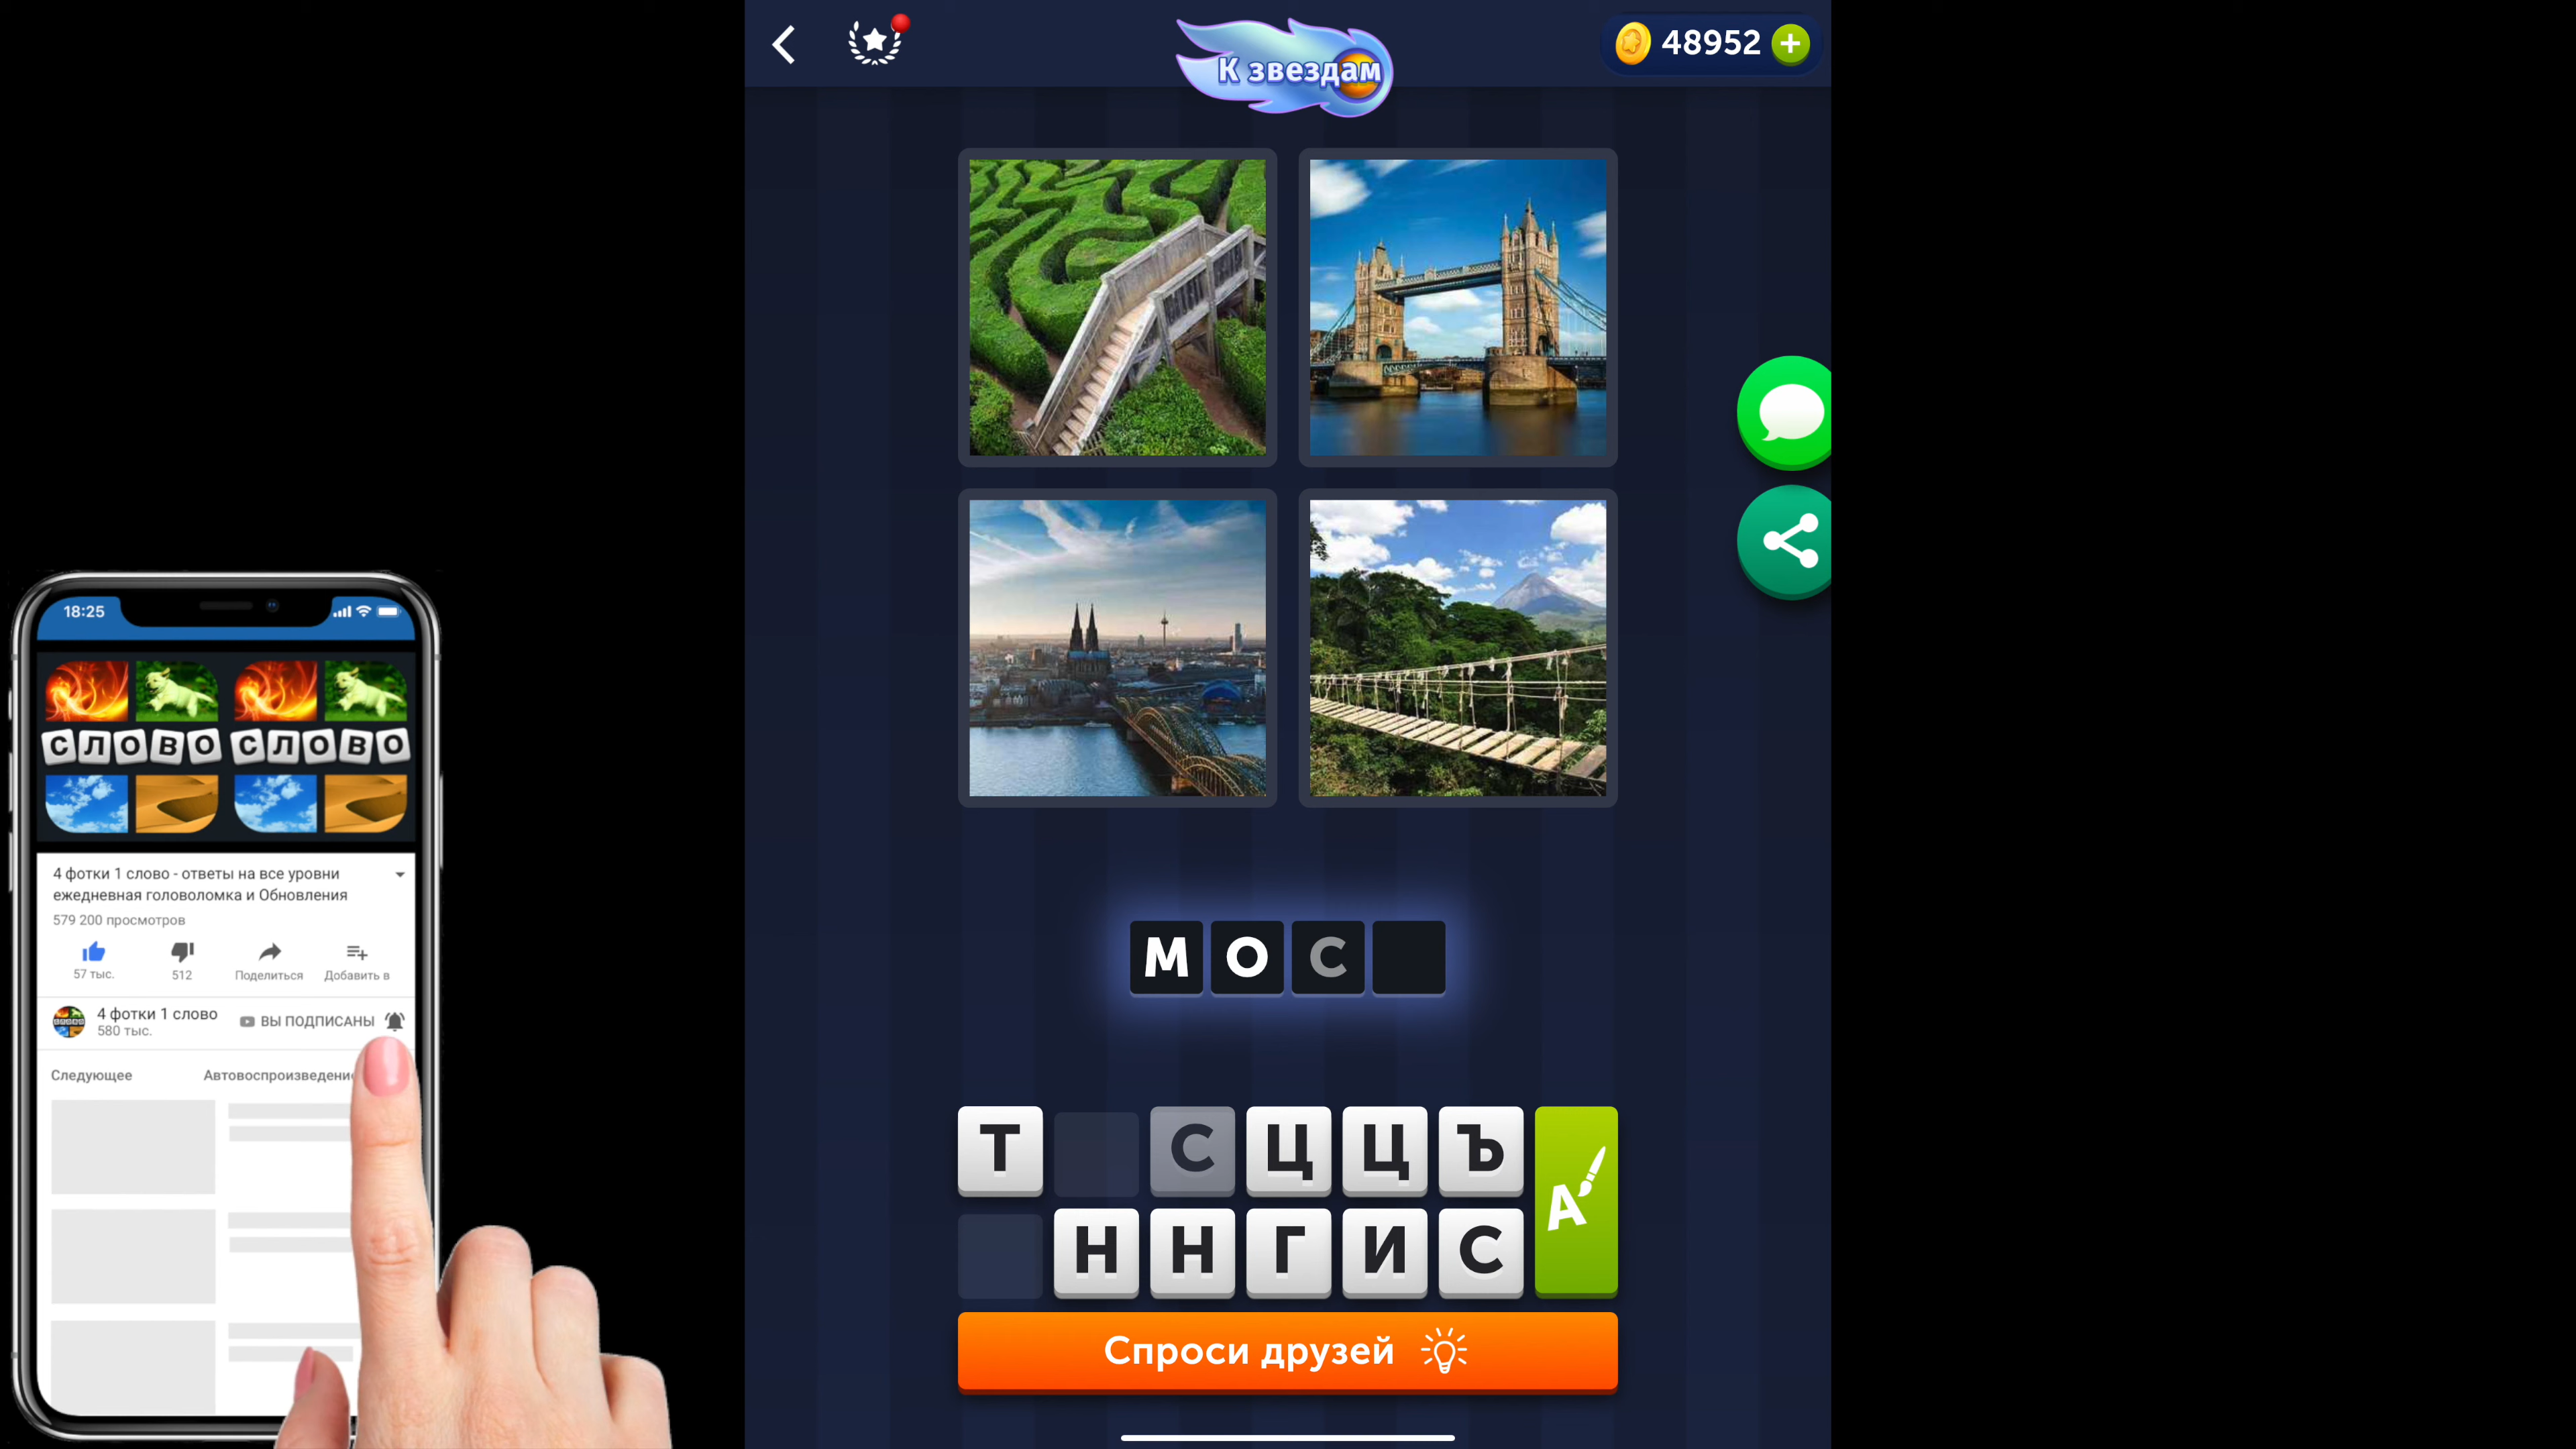 К звездам
48952
18:25
СЛОВО СЛОВО
4 фотки 1 слово - ответы на все уровни
ежедневная головоломка и Обновления
579 200 просмотров
57 тыс.
512
Поделиться
Добавить в
4 фотки 1 слово
580 тыс.
ВЫ ПОДПИСАНЫ
Следующее
М О С
Т С Ц Ц Ъ
Н Н Г И С
А
Спроси друзей